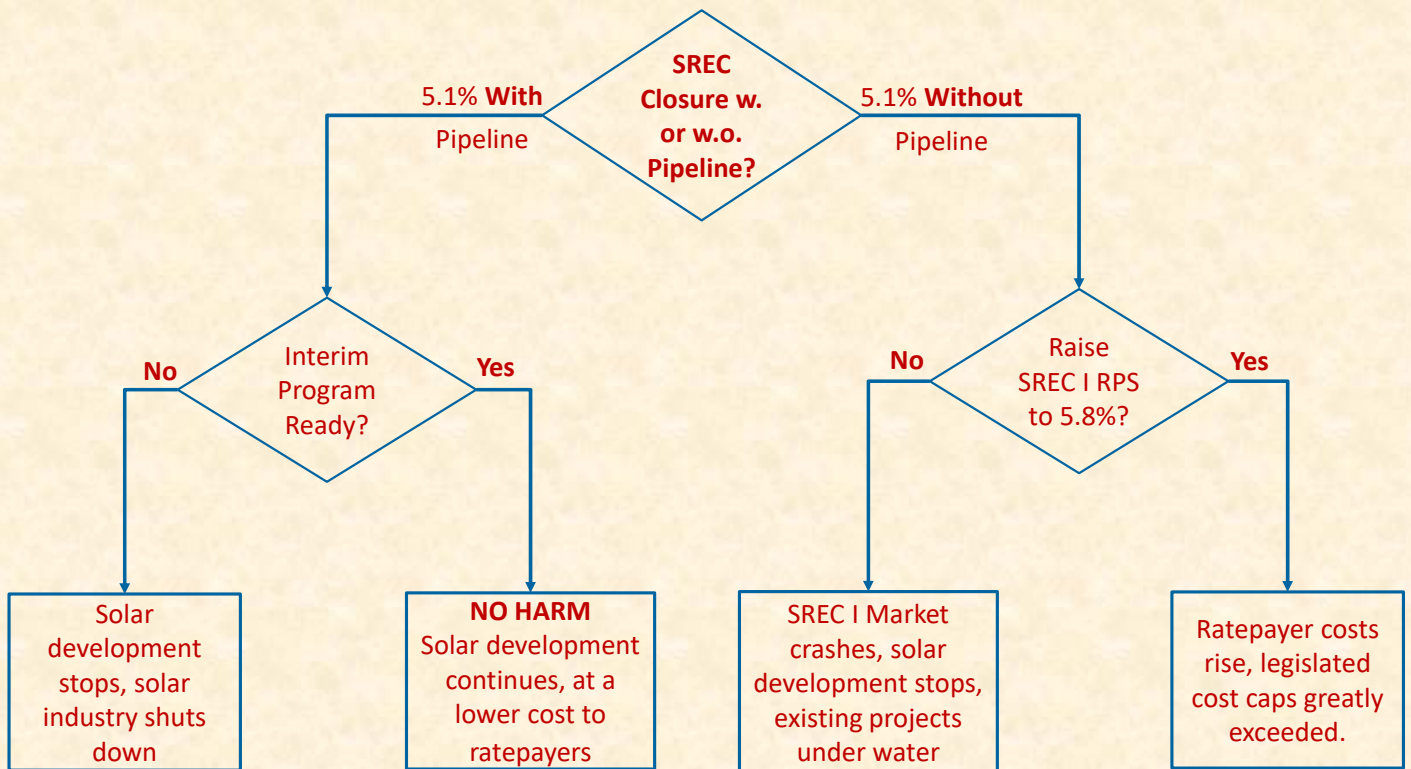 SREC
Closure w.
or w.o.
Pipeline?
5.1% With
Pipeline
5.1% Without
Pipeline
No
Interim
Program
Ready?
Yes
No
Raise
SREC I RPS
to 5.8%?
Yes
Solar
development
stops, solar
industry shuts
down
NO HARM
Solar development
continues, at a
lower cost to
ratepayers
SREC I Market
crashes, solar
development stops,
existing projects
under water
Ratepayer costs
rise, legislated
cost caps greatly
exceeded.